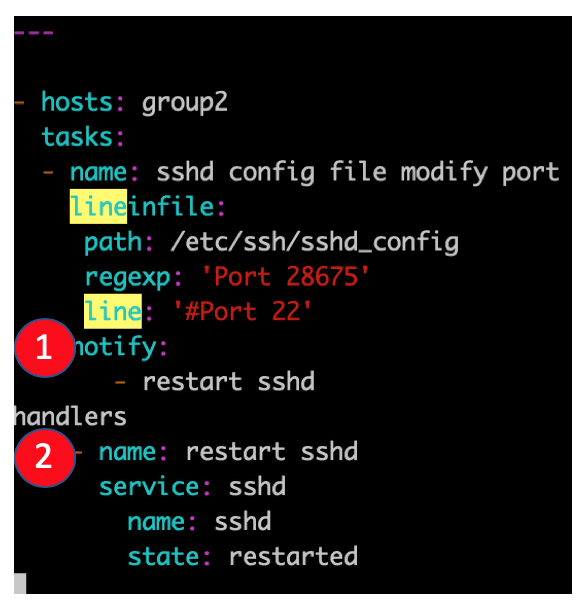 ---
- hosts: group2
tasks:
- name: sshd config file modify port
lineinfile:
path: /etc/ssh/sshd_config
regexp: 'Port 28675'
line: '#Port 22'
1 notify:
- restart sshd
handlers
2 - name: restart sshd
service: sshd
name: sshd
state: restarted